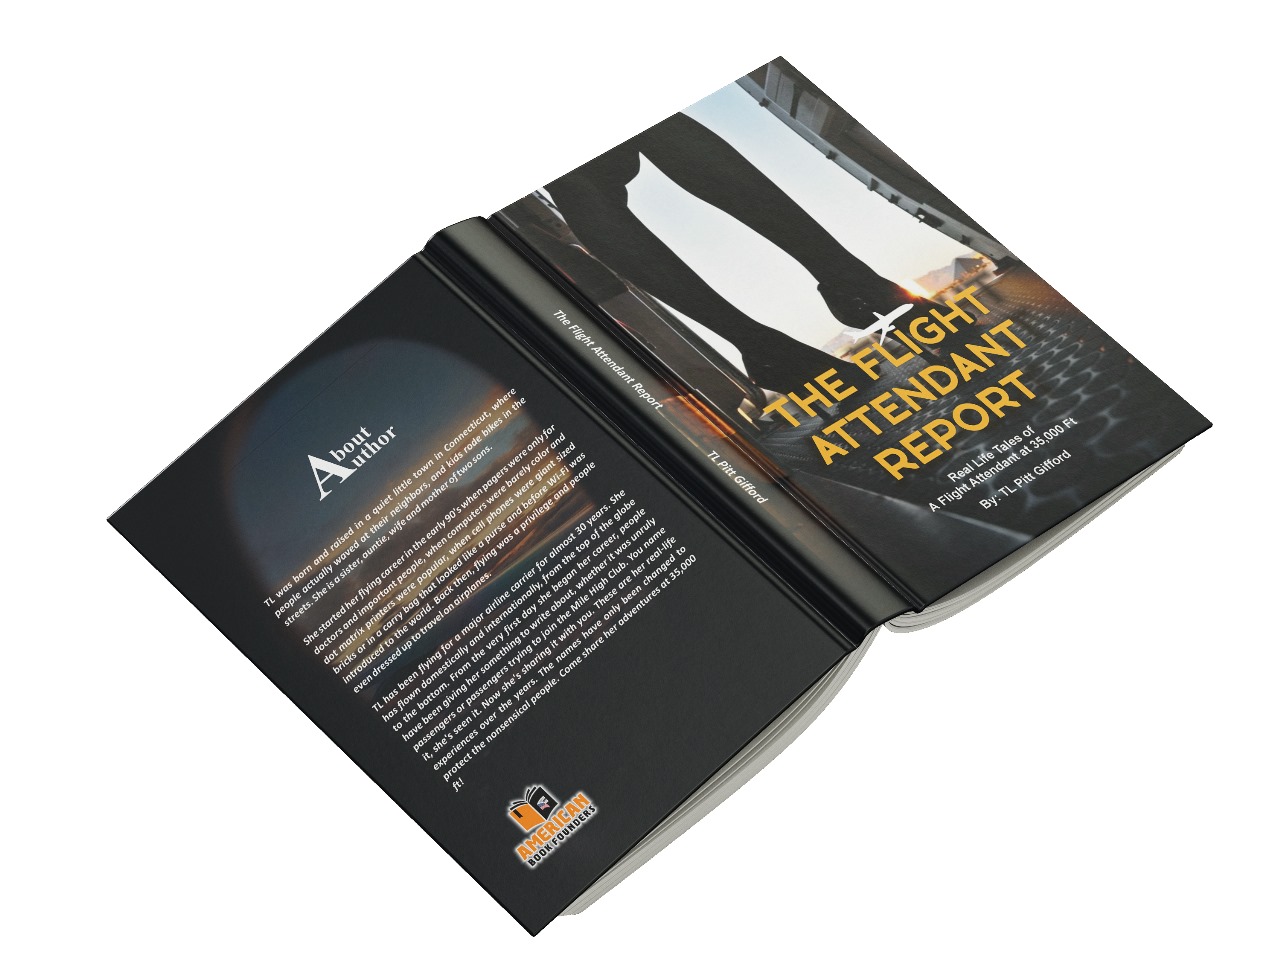 THE FLIGHT
ATTENDANT
REPORT
Real Life Tales of
A Flight Attendant at 35,000 Ft
By: TL Pitt Gifford
The Flight Attendant Report
TL Pitt Gifford
About
Author
TL was born and raised in a quiet little town in Connecticut, where
people actually waved at their neighbors, and kids rode bikes in the
streets. She is a sister, auntie, wife and mother of two sons.
She started her flying career in the early 90's when pagers were only for
doctors and important people, when computers were barely color and
dot matrix printers were popular, when cell phones were giant sized
bricks or in a carry bag that looked like a purse and before Wi-Fi was
introduced to the world. Back then, flying was a privilege and people
even dressed up to travel on airplanes.
TL has been flying for a major airline carrier for almost 30 years. She
has flown domestically and internationally, from the top of the globe
to the bottom. From the very first day she began her career, people
have been giving her something to write about, whether it was unruly
passengers or passengers trying to join the Mile High Club. You name
it, she's seen it. Now she's sharing it with you. These are her real-life
experiences over the years. The names have only been changed to
protect the nonsensical people. Come share her adventures at 35,000
ft!
AMERICAN
BOOK FOUNDERS